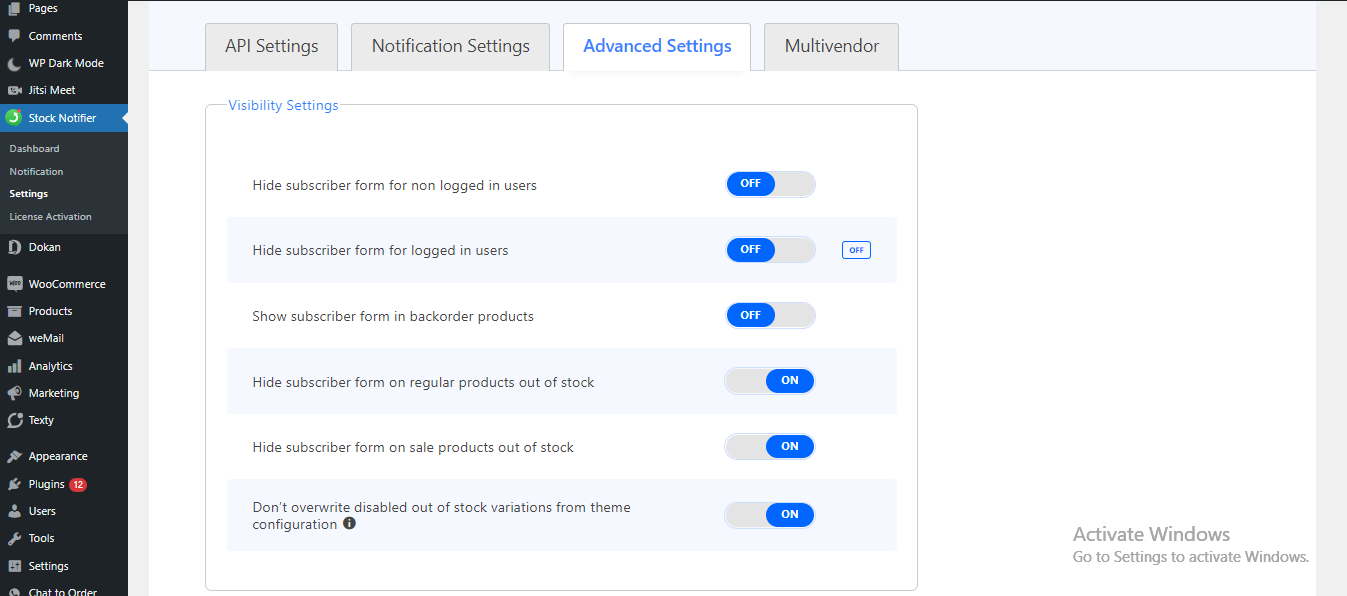 Pages
Comments
WP Dark Mode
Jitsi Meet
Stock Notifier
Dashboard
Notification
Settings
License Activation
Dokan
WooCommerce
Products
weMail
Analytics
Marketing
Texty
Appearance
Plugins 12
Users
Tools
Settings
Chat to Order
API Settings
Notification Settings
Advanced Settings
Multivendor
Visibility Settings
Hide subscriber form for non logged in users
OFF
Hide subscriber form for logged in users
OFF
OFF
Show subscriber form in backorder products
OFF
Hide subscriber form on regular products out of stock
ON
Hide subscriber form on sale products out of stock
ON
Don't overwrite disabled out of stock variations from theme
configuration
ON
Activate Windows
Go to Settings to activate Windows.